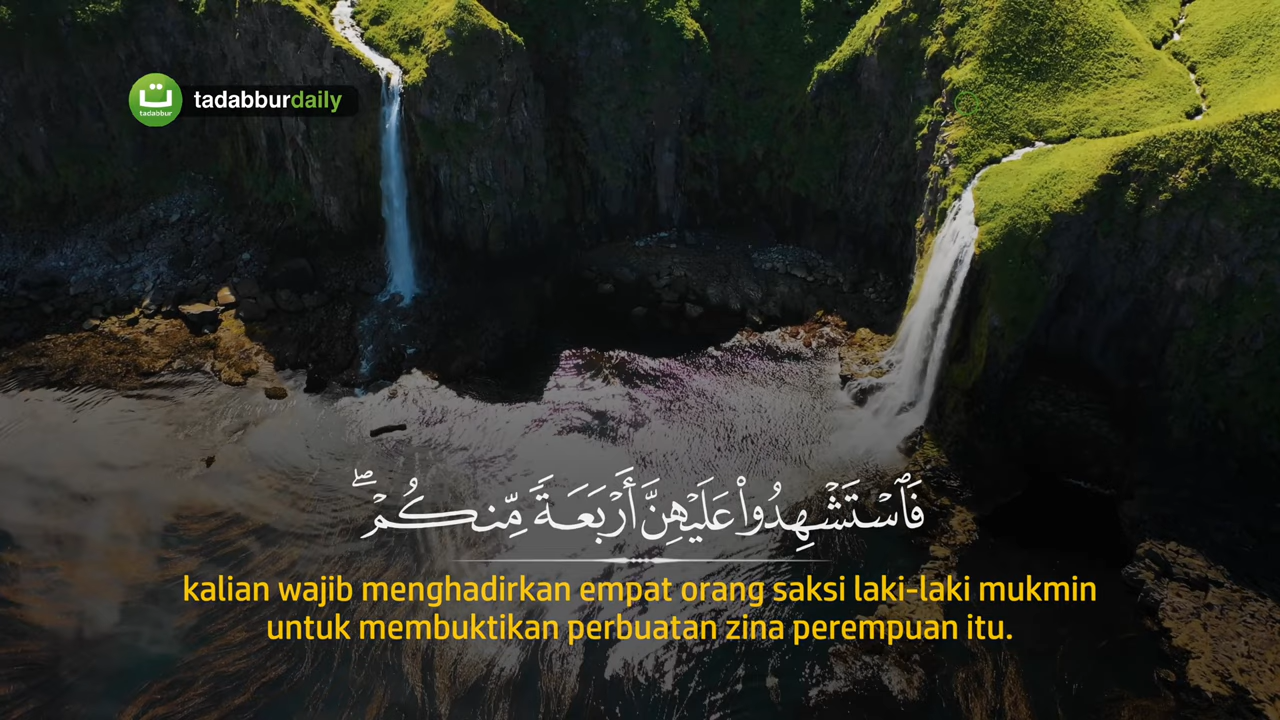 ت
tadabbur
tadabburdaily
فَٱسْتَشْهِدُوا۟ عَلَيْهِنَّ أَرْبَعَةً مِّنكُمْ ۖ
kalian wajib menghadirkan empat orang saksi laki-laki mukmin
untuk membuktikan perbuatan zina perempuan itu.